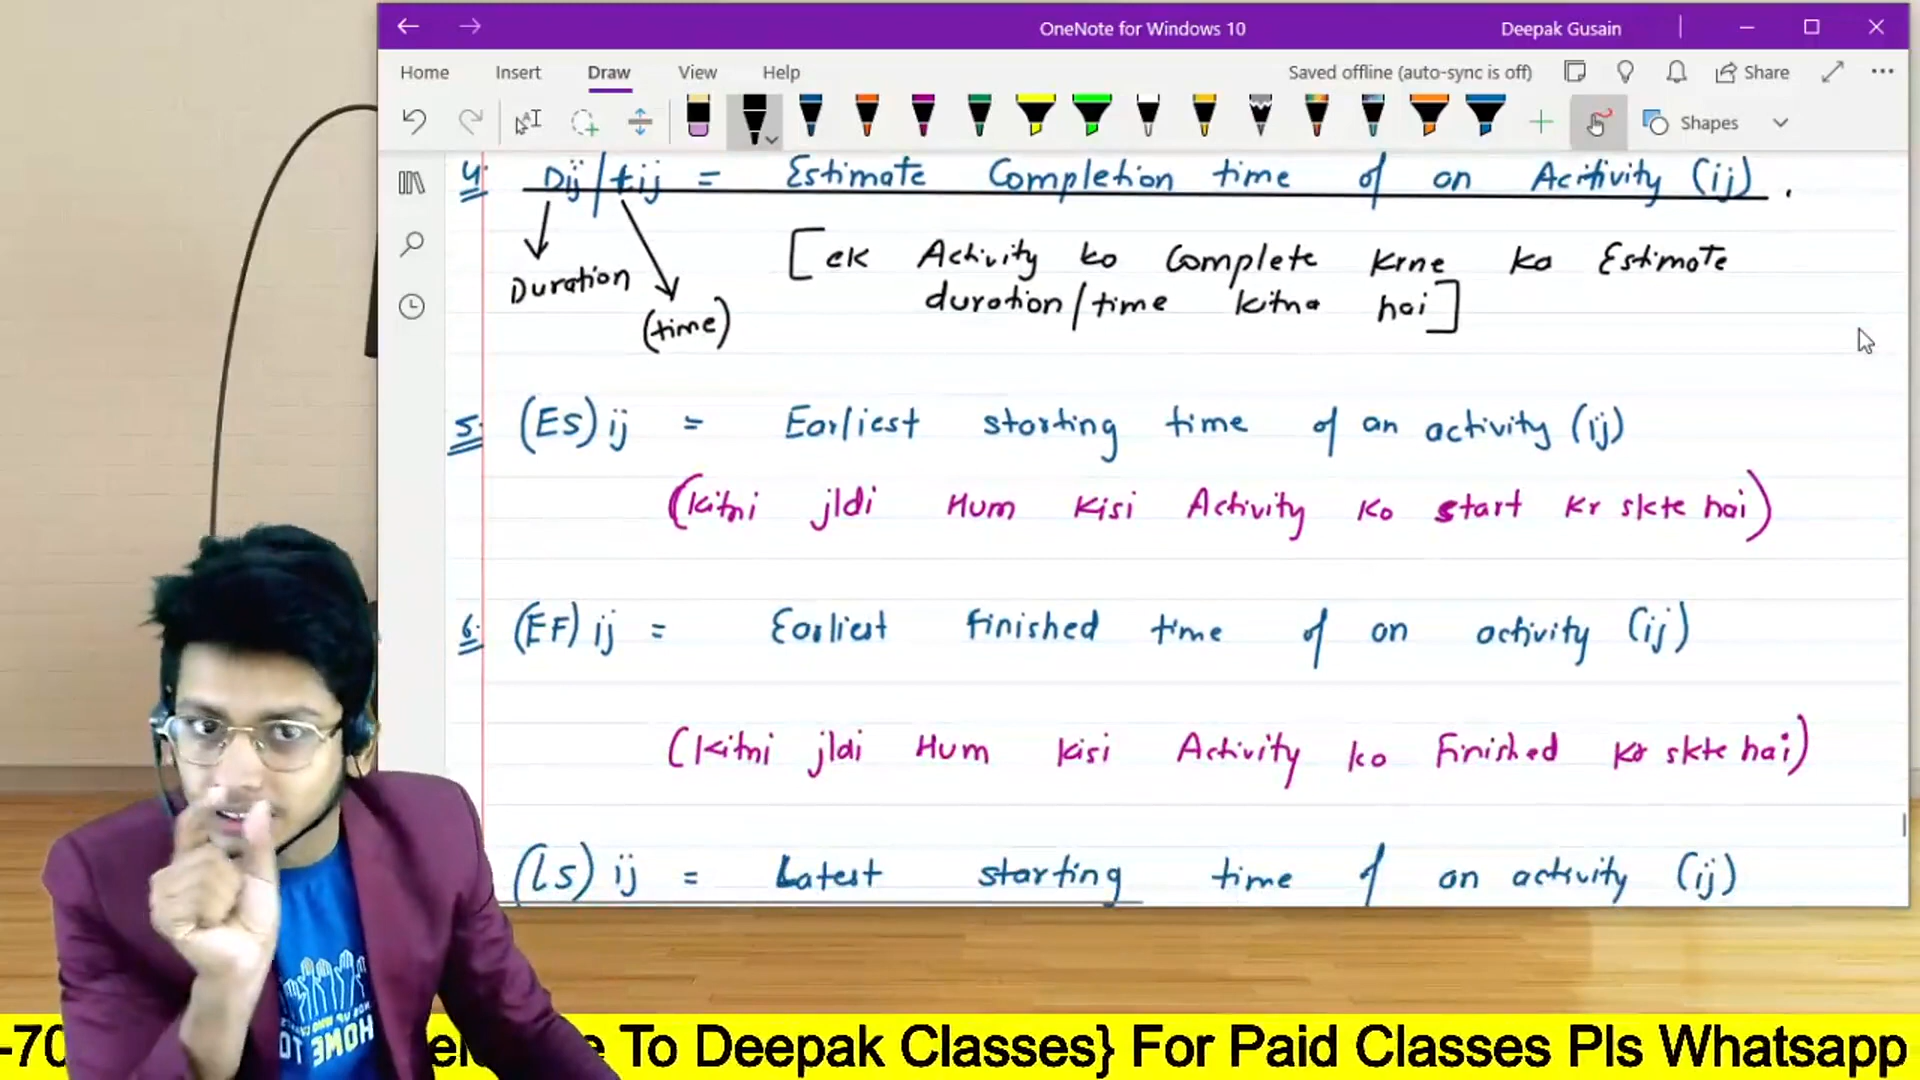 OneNote for Windows 10
Deepak Gusain
Home Insert Draw View Help
Saved offline (auto-sync is off)
Share
Shapes
4. Dij/tij = Estimate Completion time of an Acitivity (ij).
Duration
(time)
[ek Activity ko Complete krne ka Estimate
duration/time kitna hai]
5. (ES) ij = Earliest starting time of an activity (ij)
(kitni jldi Hum kisi Activity ko start kr skte hai)
6. (EF) ij = Earliest finished time of an activity (ij)
(kitni jldi Hum kisi Activity ko Finished kr skte hai)
(LS) ij = Latest starting time of an activity (ij)
HOME
TO
-70
e To Deepak Classes} For Paid Classes Pls Whatsapp